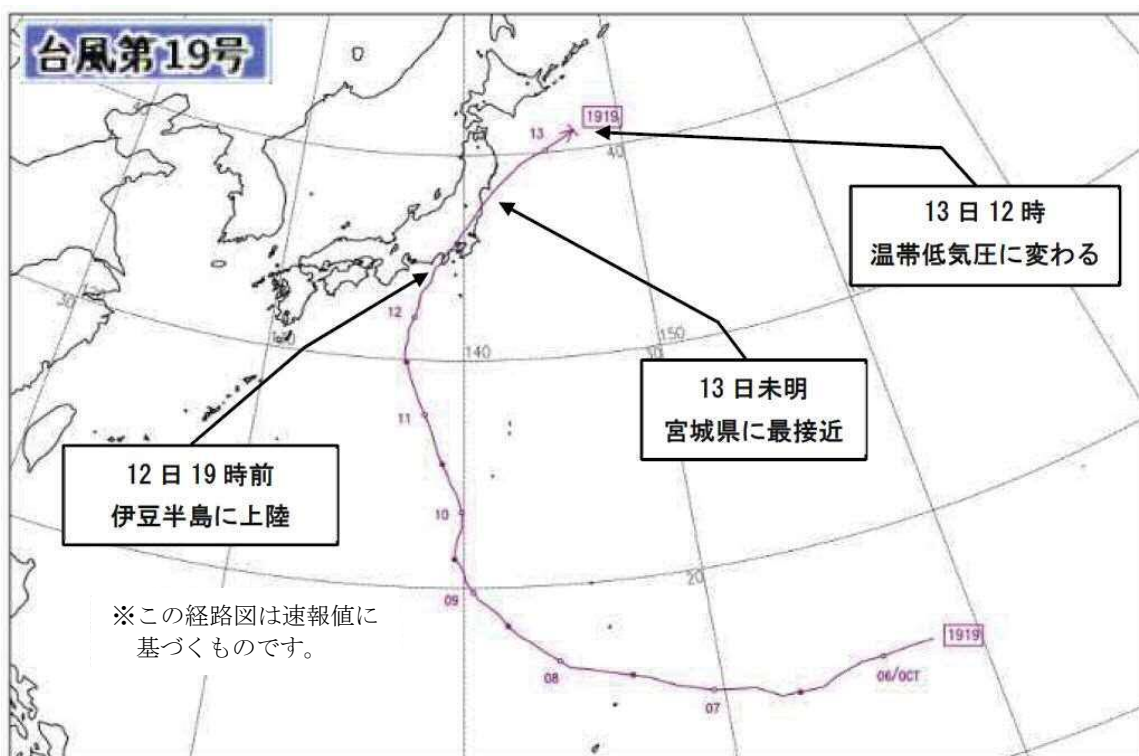 台風第19号
1919
13
40
13日12時
温帯低気圧に変わる
30
12
140
150
30
13日未明
宮城県に最接近
11
12日19時前
伊豆半島に上陸
10
20
09
※この経路図は速報値に
基づくものです。
1919
08
06/OCT
07